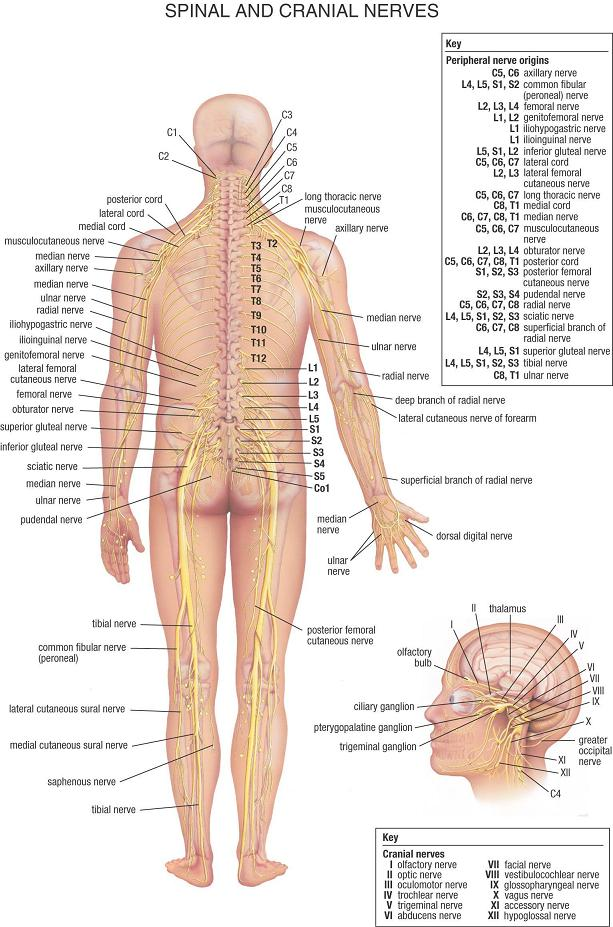 SPINAL AND CRANIAL NERVES
Key
Peripheral nerve origins
C5, C6 axillary nerve
L4, L5, S1, S2 common fibular
(peroneal) nerve
L2, L3, L4 femoral nerve
L1, L2 genitofemoral nerve
L1 iliohypogastric nerve
L1 ilioinguinal nerve
L5, S1, L2 inferior gluteal nerve
C5, C6, C7 lateral cord
L2, L3 lateral femoral
cutaneous nerve
C5, C6, C7 long thoracic nerve
C8, T1 medial cord
C6, C7, C8, T1 median nerve
C5, C6, C7 musculocutaneous
nerve
L2, L3, L4 obturator nerve
C5, C6, C7, C8, T1 posterior cord
S1, S2, S3 posterior femoral
cutaneous nerve
S2, S3, S4 pudendal nerve
C5, C6, C7, C8 radial nerve
L4, L5, S1, S2, S3 sciatic nerve
C6, C7, C8 superficial branch of
radial nerve
L4, L5, S1 superior gluteal nerve
L4, L5, S1, S2, S3 tibial nerve
C8, T1 ulnar nerve
C1
C2
posterior cord
lateral cord
medial cord
musculocutaneous nerve
median nerve
axillary nerve
median nerve
ulnar nerve
radial nerve
iliohypogastric nerve
ilioinguinal nerve
genitofemoral nerve
lateral femoral
cutaneous nerve
femoral nerve
obturator nerve
superior gluteal nerve
inferior gluteal nerve
sciatic nerve
median nerve
ulnar nerve
pudendal nerve
tibial nerve
common fibular nerve
(peroneal)
lateral cutaneous sural nerve
medial cutaneous sural nerve
saphenous nerve
tibial nerve
C3
C4
C5
C6
C7
C8
T1
long thoracic nerve
musculocutaneous
nerve
axillary nerve
T3 T2
T4
T5
T6
T7
T8
T9
T10
T11
T12
L1
L2
L3
L4
L5
S1
S2
S3
S4
S5
Co1
median nerve
ulnar nerve
radial nerve
deep branch of radial nerve
lateral cutaneous nerve of forearm
superficial branch of radial nerve
median
nerve
dorsal digital nerve
ulnar
nerve
posterior femoral
cutaneous nerve
I
II
thalamus
III
IV
V
VI
VII
VIII
IX
X
greater
occipital
nerve
XI
XII
C4
olfactory
bulb
ciliary ganglion
pterygopalatine ganglion
trigeminal ganglion
Key
Cranial nerves
I olfactory nerve
II optic nerve
III oculomotor nerve
IV trochlear nerve
V trigeminal nerve
VI abducens nerve
VII facial nerve
VIII vestibulocochlear nerve
IX glossopharyngeal nerve
X vagus nerve
XI accessory nerve
XII hypoglossal nerve